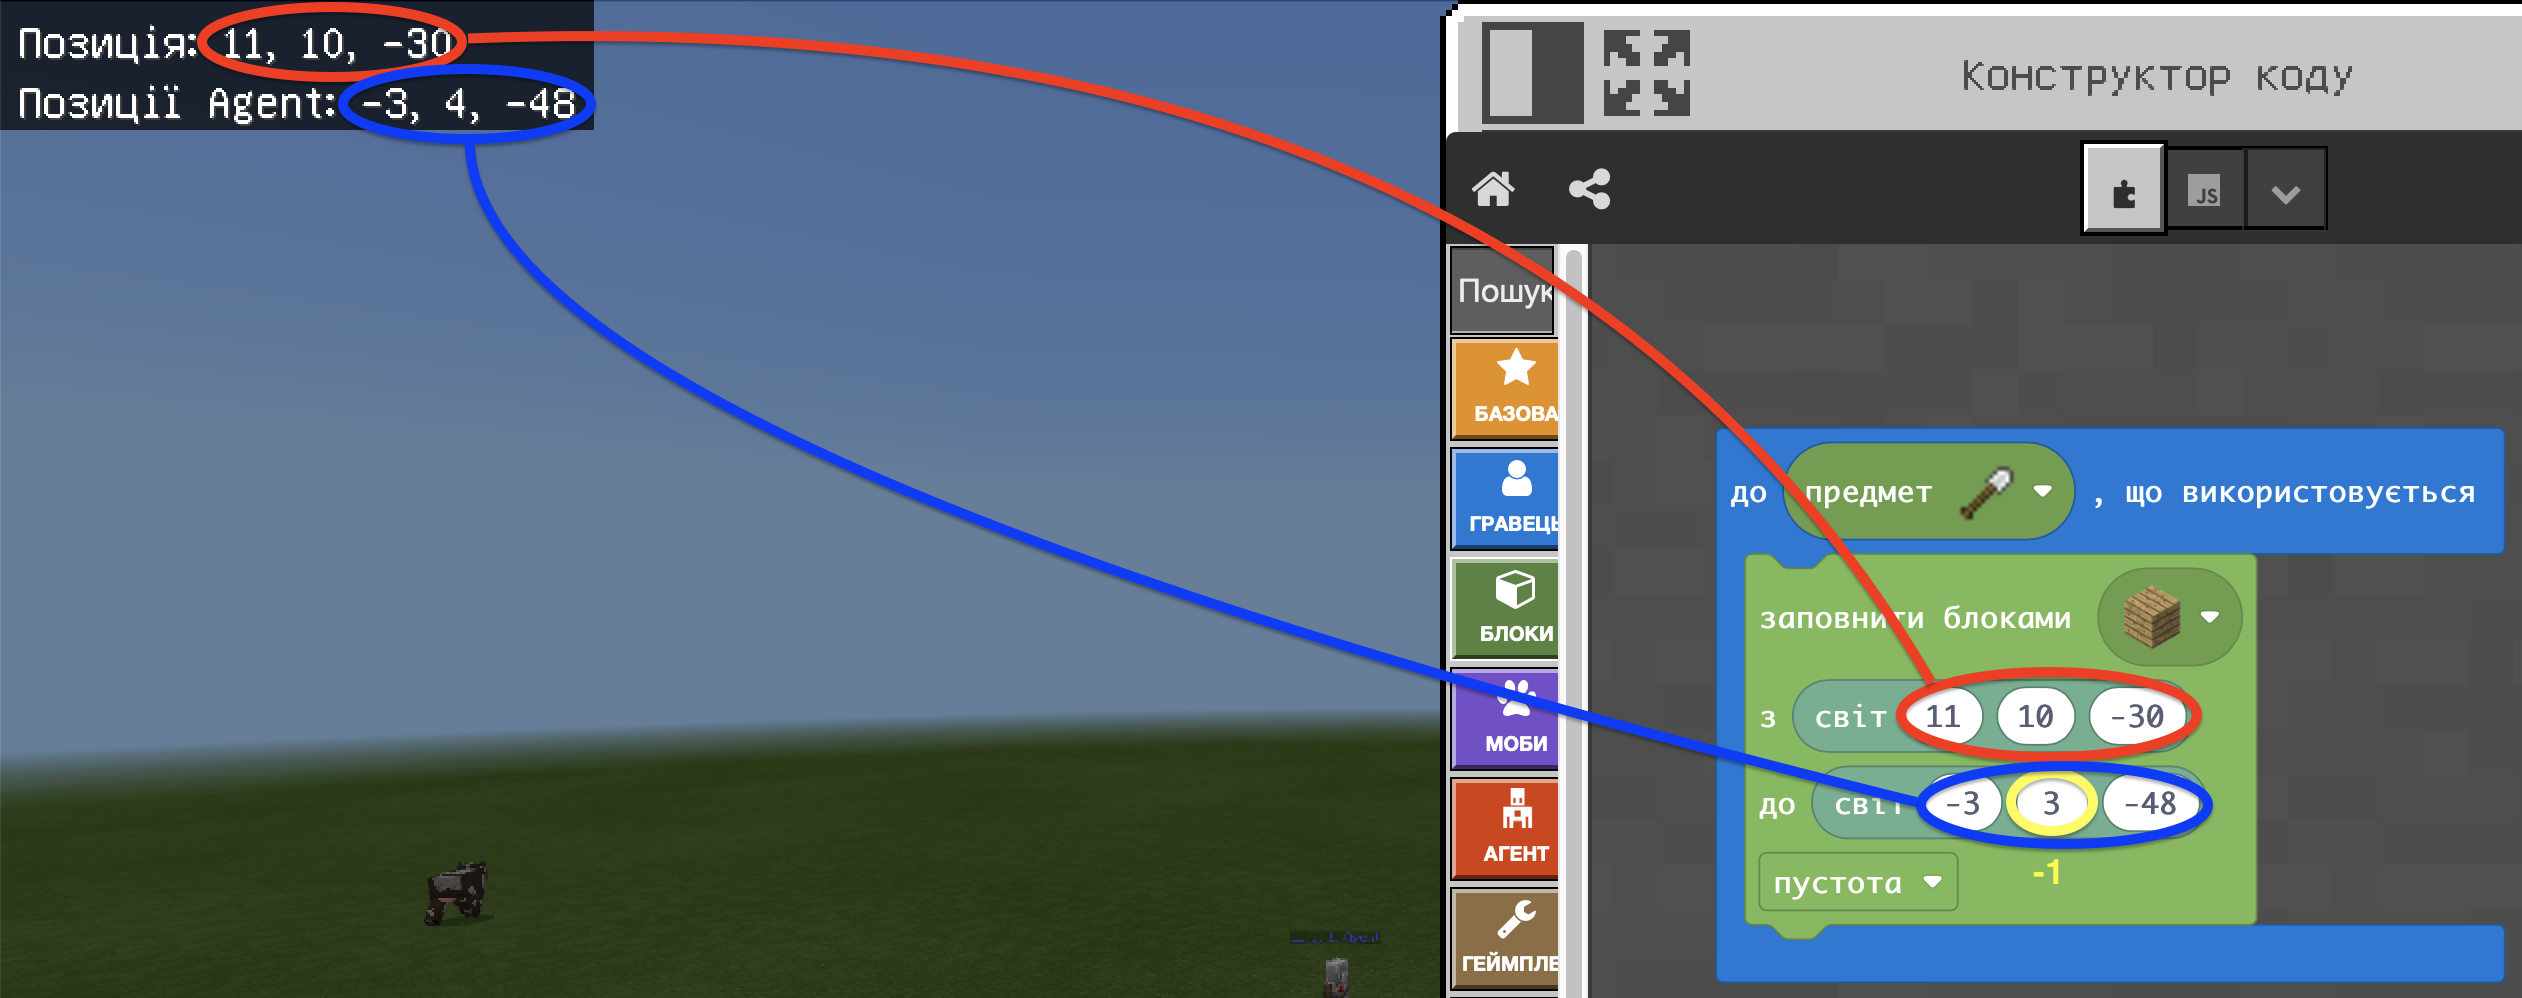 Позиція: 11, 10, -30
Позиції Agent: -3, 4, -48
Конструктор коду
JS
Пошук
БАЗОВА
ГРАВЕЦЬ
БЛОКИ
МОБИ
АГЕНТ
ГЕЙМПЛЕ
до предмет , що використовується
заповнити блоками
з світ 11 10 -30
до світ -3 3 -48
-1
пустота